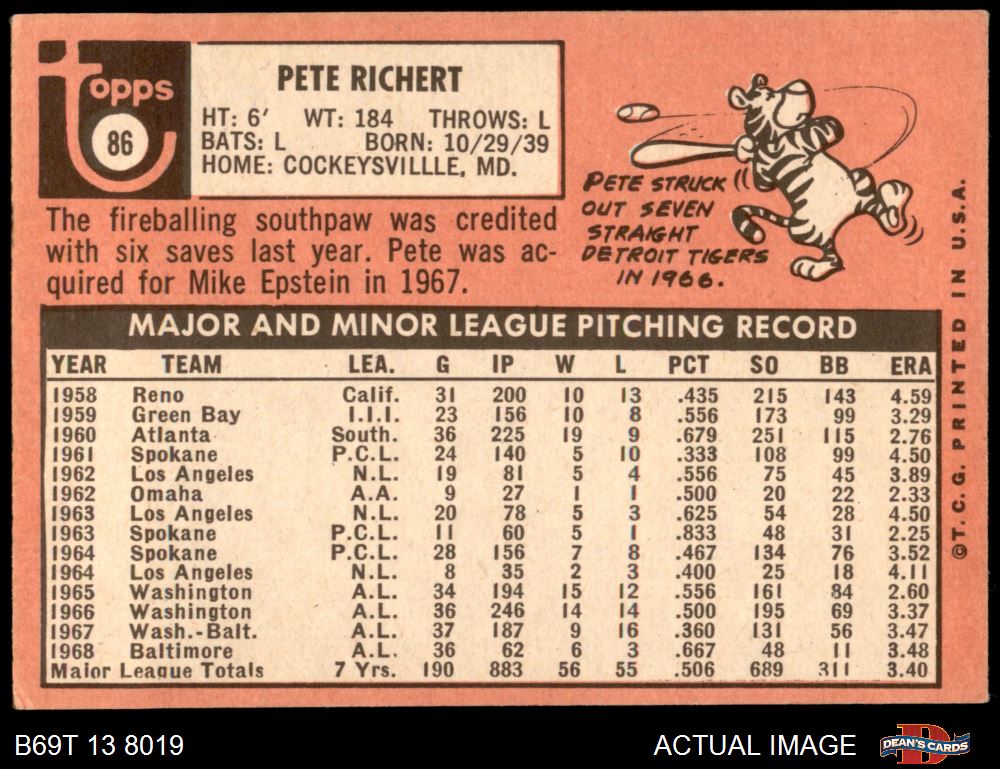 Topps
86
PETE RICHERT
HT: 6' WT: 184 THROWS: L
BATS: L BORN: 10/29/39
HOME: COCKEYSVILLLE, MD.
The fireballing southpaw was credited
with six saves last year. Pete was ac-
quired for Mike Epstein in 1967.
PETE STRUCK
OUT SEVEN
STRAIGHT
DETROIT TIGERS
IN 1966.
MAJOR AND MINOR LEAGUE PITCHING RECORD
YEAR TEAM LEA. G IP W L PCT SO BB ERA
1958 Reno Calif. 31 200 10 13 .435 215 143 4.59
1959 Green Bay I.I.I. 23 156 10 8 .556 173 99 3.29
1960 Atlanta South. 36 225 19 9 .679 251 115 2.76
1961 Spokane P.C.L. 24 140 5 10 .333 108 99 4.50
1962 Los Angeles N.L. 19 81 5 4 .556 75 45 3.89
1962 Omaha A.A. 9 27 1 1 .500 20 22 2.33
1963 Los Angeles N.L. 20 78 5 3 .625 54 28 4.50
1963 Spokane P.C.L. 11 60 5 1 .833 48 31 2.25
1964 Spokane P.C.L. 28 156 7 8 .467 134 76 3.52
1964 Los Angeles N.L. 8 35 2 3 .400 25 18 4.11
1965 Washington A.L. 34 194 15 12 .556 161 84 2.60
1966 Washington A.L. 36 246 14 14 .500 195 69 3.37
1967 Wash.-Balt. A.L. 37 187 9 16 .360 131 56 3.47
1968 Baltimore A.L. 36 62 6 3 .667 48 11 3.48
Major League Totals 7 Yrs. 190 883 56 55 .506 689 311 3.40
©T.C.G. PRINTED IN U.S.A.
B69T 13 8019
ACTUAL IMAGE
DEAN'S CARDS